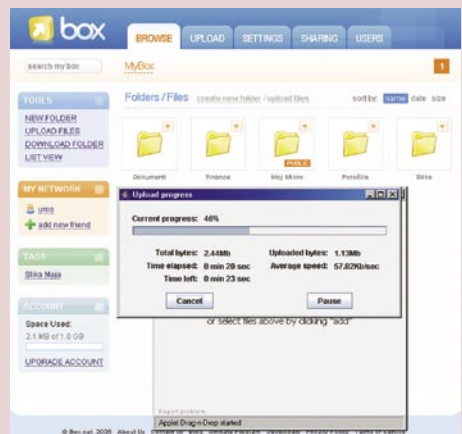 box
BROWSE UPLOAD SETTINGS SHARING USERS
search my box
MyBox
1
TOOLS
NEW FOLDER
UPLOAD FILES
DOWNLOAD FOLDER
LIST VIEW
Folders / Files create new folder / upload files sort by: name date size
PUBLIC
Dokumenti Finance Moj Mikro Poročila Slike
MY NETWORK
ums
add new friend
TAGS
Slika Maja
ACCOUNT
Space Used:
2.1 MB of 1.0 GB
UPGRADE ACCOUNT
Upload progress
Current progress: 46%
Total bytes: 2.44Mb Uploaded bytes: 1.13Mb
Time elapsed: 0 min 20 sec Average speed: 57.82Kb/sec
Time left: 0 min 23 sec
Cancel Pause
or select files above by clicking "add"
Report problem
Applet Drag-n-Drop started
© Box.net, 2006 About Us